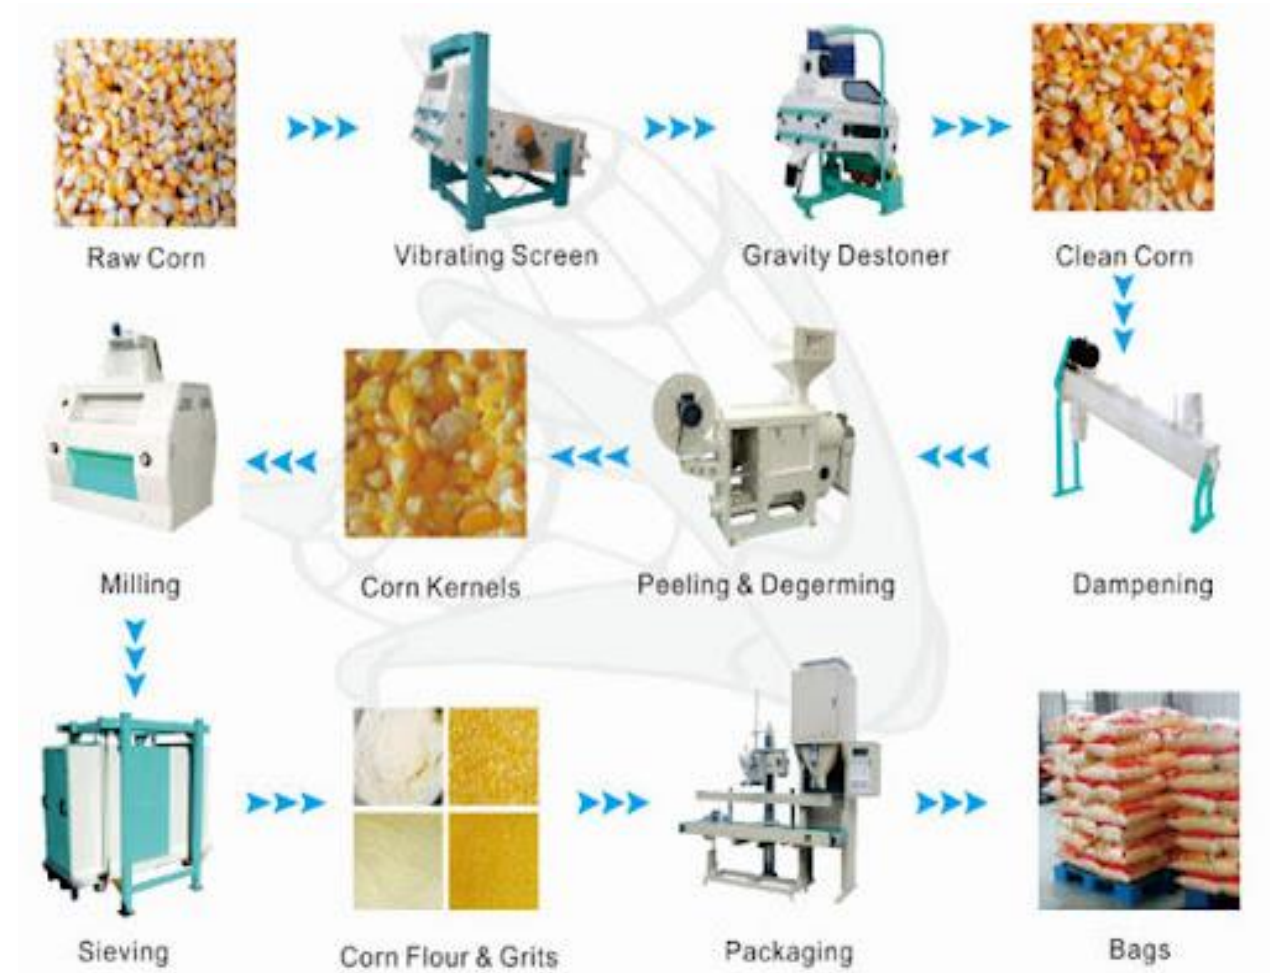 Raw Corn
Vibrating Screen
Gravity Destoner
Clean Corn
Milling
Corn Kernels
Peeling & Degerming
Dampening
Sieving
Corn Flour & Grits
Packaging
Bags